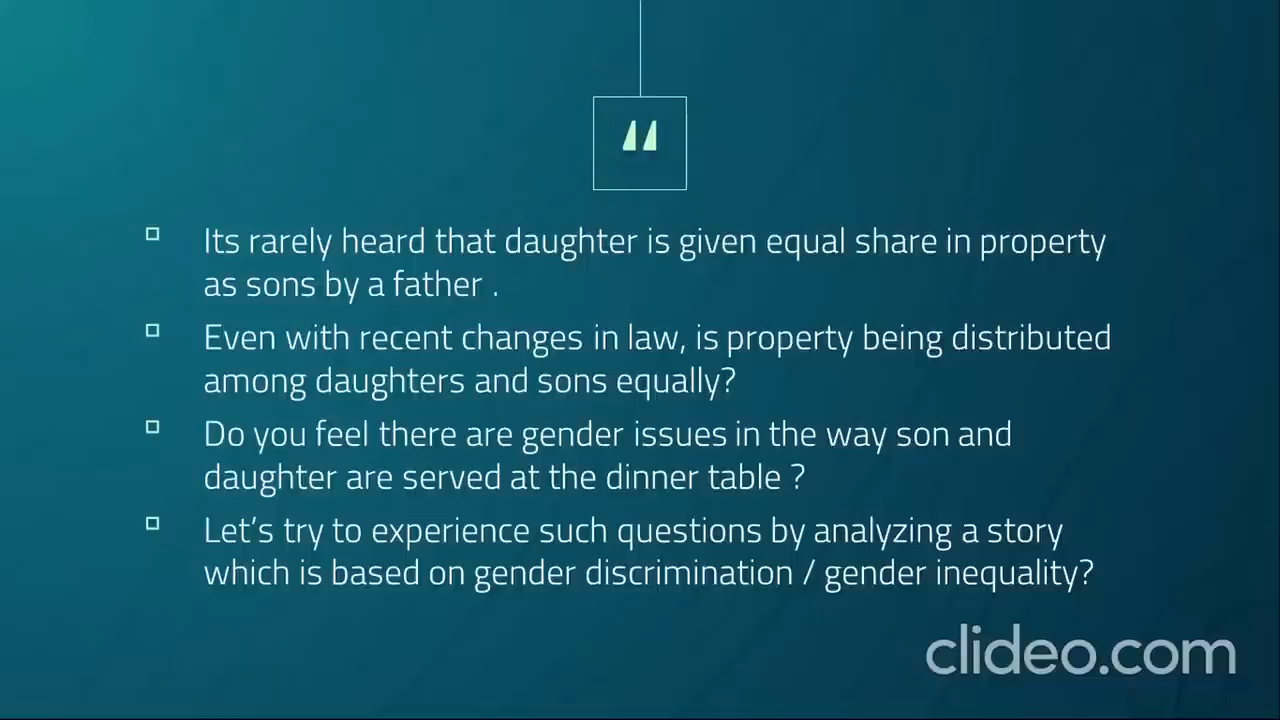 "
Its rarely heard that daughter is given equal share in property
as sons by a father .
Even with recent changes in law, is property being distributed
among daughters and sons equally?
Do you feel there are gender issues in the way son and
daughter are served at the dinner table ?
Let’s try to experience such questions by analyzing a story
which is based on gender discrimination / gender inequality?
clideo.com